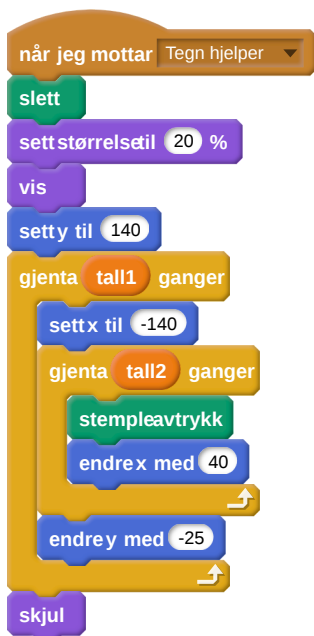 når jeg mottar Tegn hjelper
slett
sett størrelse til 20 %
vis
sett y til 140
gjenta tall1 ganger
sett x til -140
gjenta tall2 ganger
stemple avtrykk
endre x med 40
endre y med -25
skjul